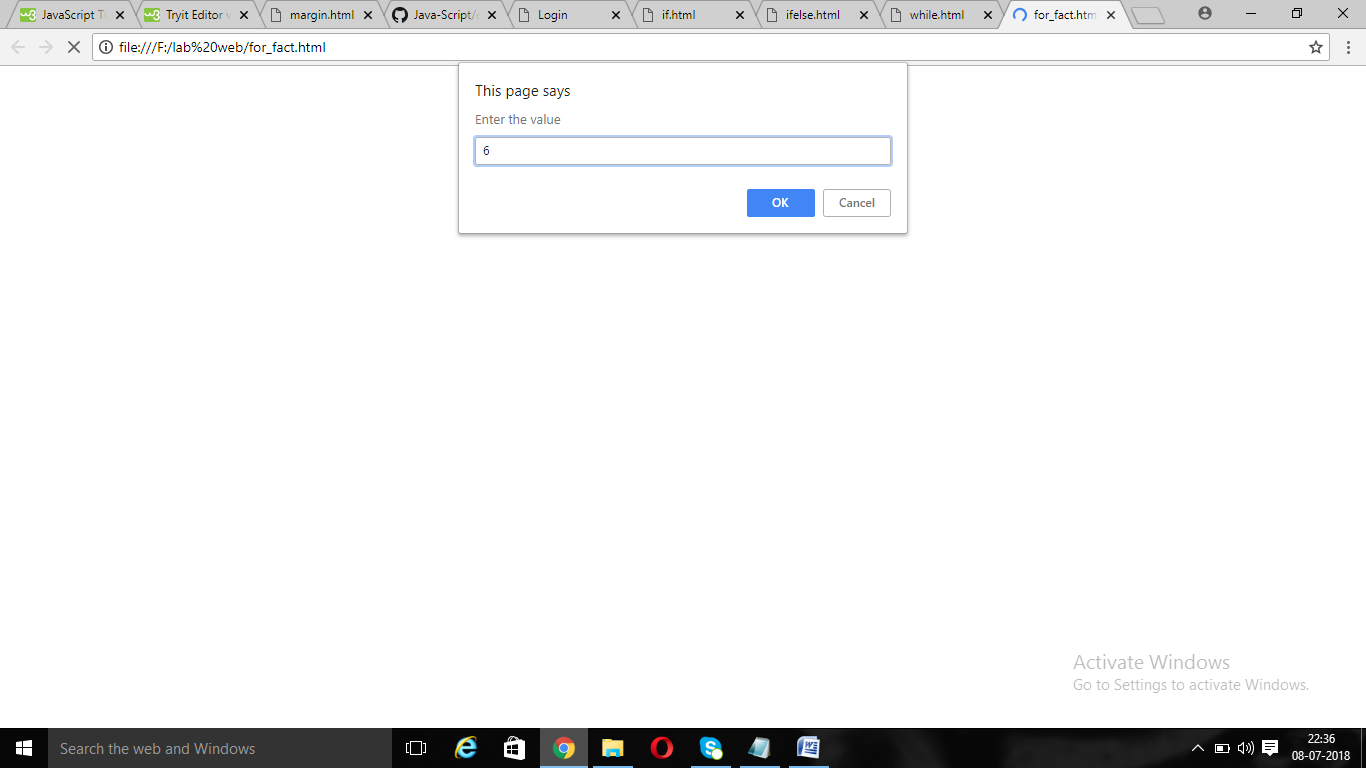 JavaScript T
Tryit Editor v
margin.html
Java-Script/
Login
if.html
ifelse.html
while.html
for_fact.htm
file:///F:/lab%20web/for_fact.html
This page says
Enter the value
6
OK
Cancel
Activate Windows
Go to Settings to activate Windows.
Search the web and Windows
22:36
08-07-2018